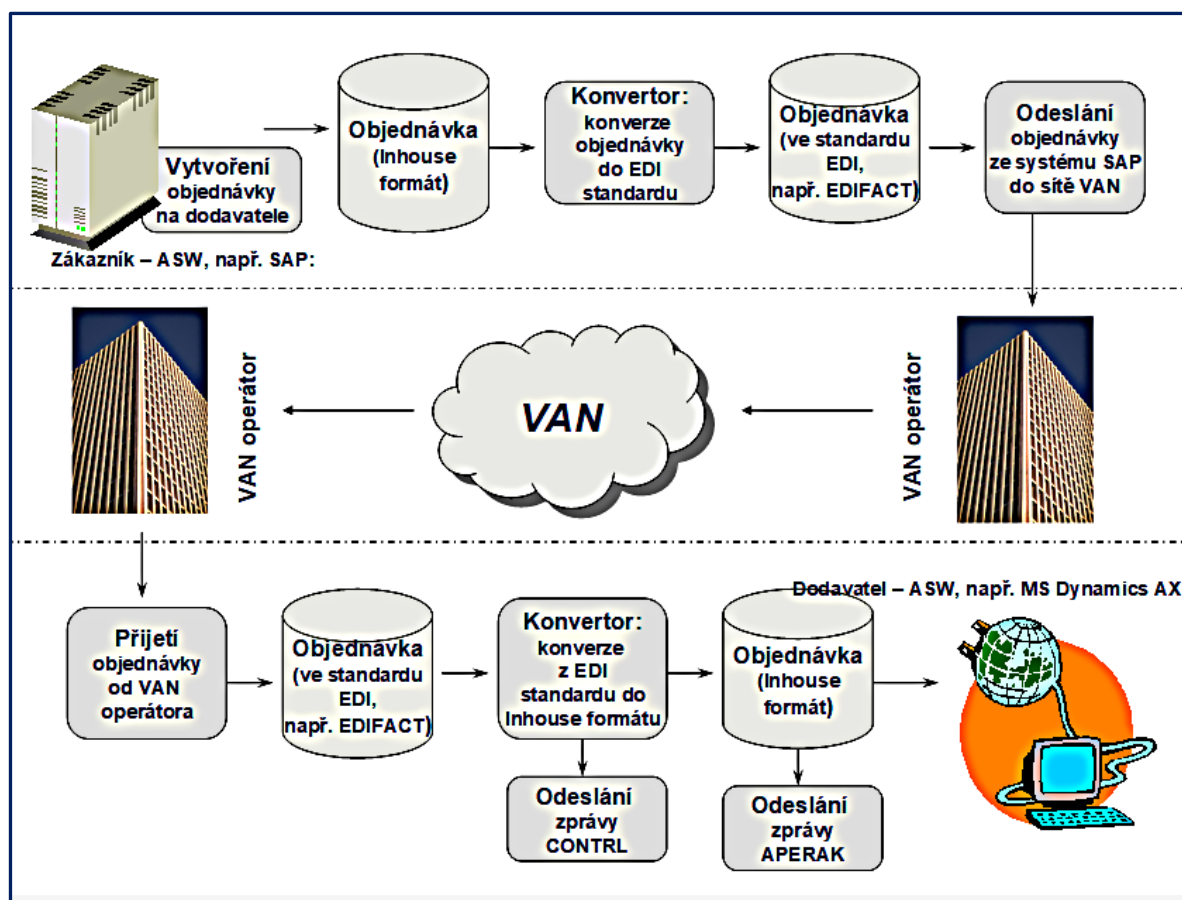 Vytvoření
objednávky
na dodavatele
Zákazník – ASW, např. SAP:
Objednávka
(Inhouse
formát)
Konvertor:
konverze
objednávky
do EDI
standardu
Objednávka
(ve standardu
EDI,
např. EDIFACT)
Odeslání
objednávky
ze systému SAP
do sítě VAN
VAN operátor
VAN
VAN operátor
Dodavatel – ASW, např. MS Dynamics AX
Přijetí
objednávky
od VAN
operátora
Objednávka
(ve standardu
EDI,
např. EDIFACT)
Konvertor:
konverze
z EDI
standardu do
Inhouse formátu
Objednávka
(Inhouse
formát)
Odeslání
zprávy
CONTRL
Odeslání
zprávy
APERAK